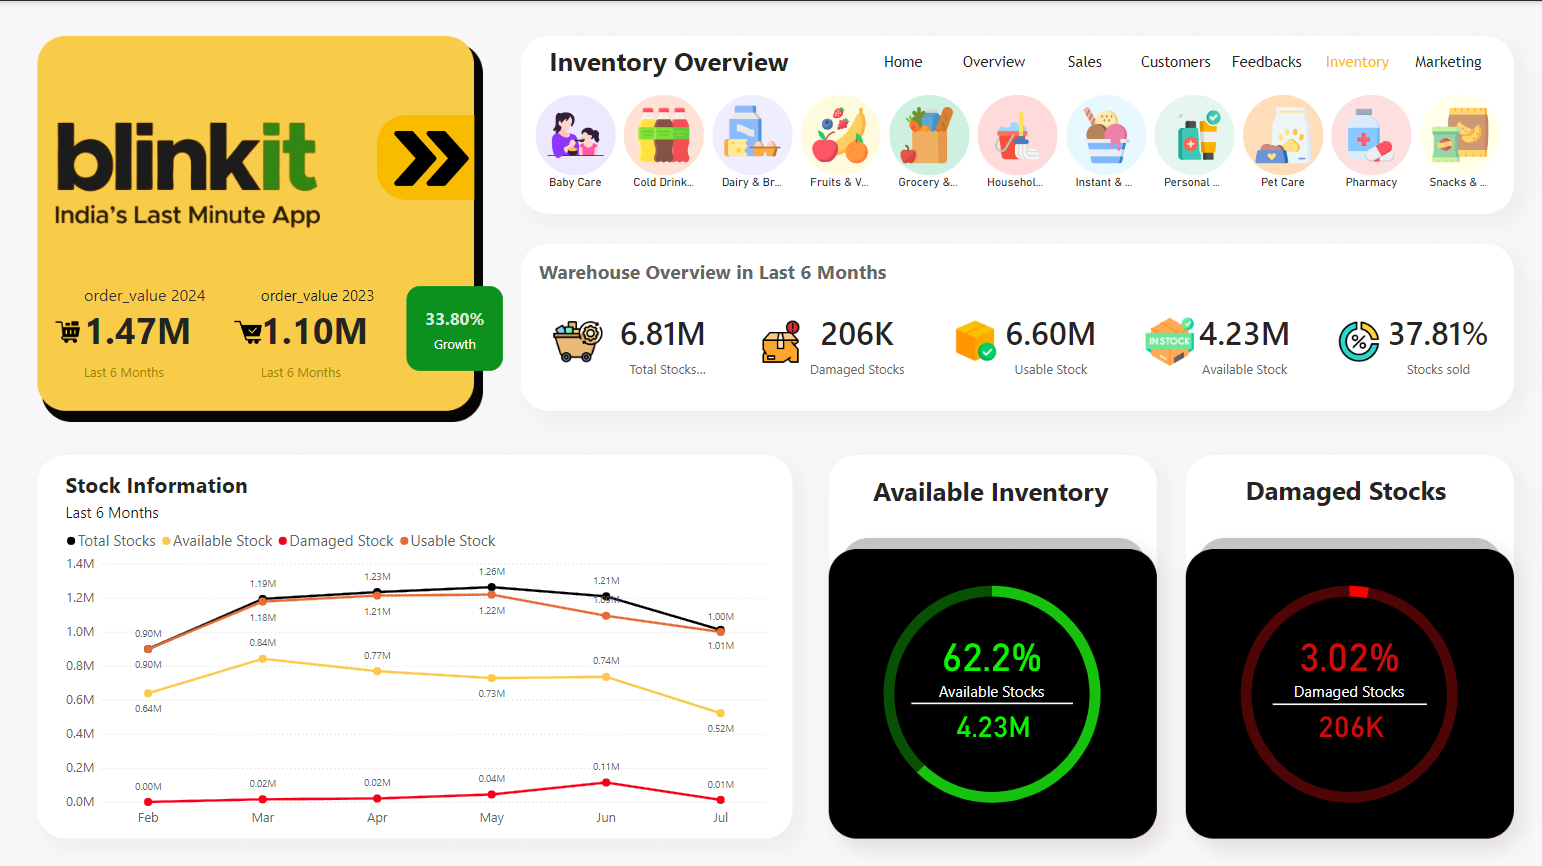 blinkit
India's Last Minute App
order_value 2024
1.47M
Last 6 Months
order_value 2023
1.10M
Last 6 Months
33.80%
Growth
Inventory Overview
Home Overview Sales Customers Feedbacks Inventory Marketing
Baby Care Cold Drink... Dairy & Br... Fruits & V... Grocery &... Househol... Instant & ... Personal ... Pet Care Pharmacy Snacks & ...
Warehouse Overview in Last 6 Months
6.81M
Total Stocks...
206K
Damaged Stocks
6.60M
Usable Stock
IN STOCK
4.23M
Available Stock
%
37.81%
Stocks sold
Stock Information
Last 6 Months
Total Stocks Available Stock Damaged Stock Usable Stock
1.4M
1.2M
1.0M
0.8M
0.6M
0.4M
0.2M
0.0M
0.90M 1.19M 1.23M 1.26M 1.21M 1.00M
0.90M 1.18M 1.21M 1.22M 1.01M
0.64M 0.84M 0.77M 0.73M 0.74M 0.52M
0.00M 0.02M 0.02M 0.04M 0.11M 0.01M
Feb Mar Apr May Jun Jul
Available Inventory
62.2%
Available Stocks
4.23M
Damaged Stocks
3.02%
Damaged Stocks
206K